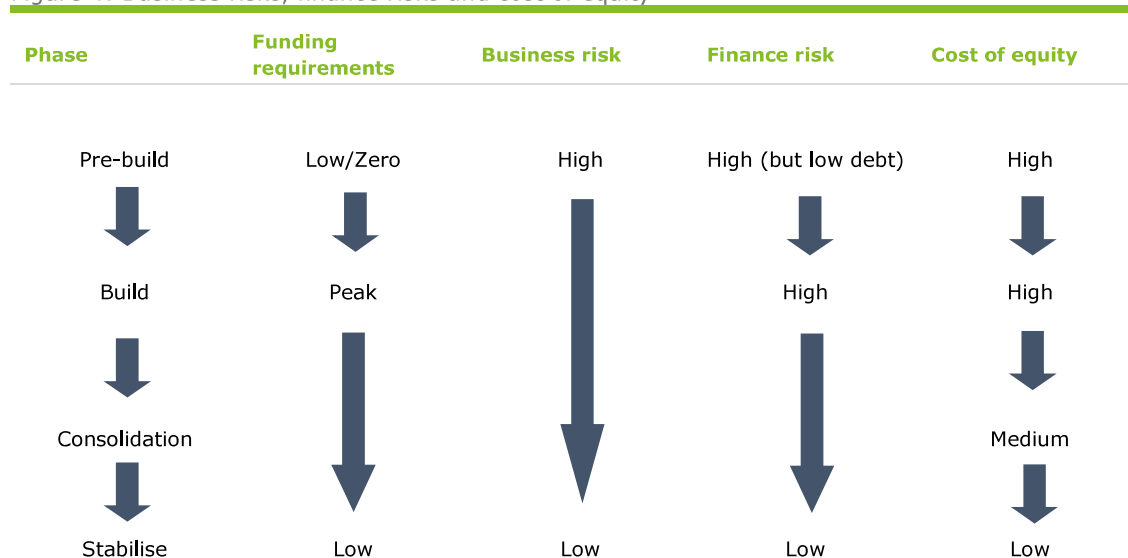 Phase
Funding
requirements
Business risk
Finance risk
Cost of equity
Pre-build
Low/Zero
High
High (but low debt)
High
Build
Peak
High
High
Consolidation
Medium
Stabilise
Low
Low
Low
Low